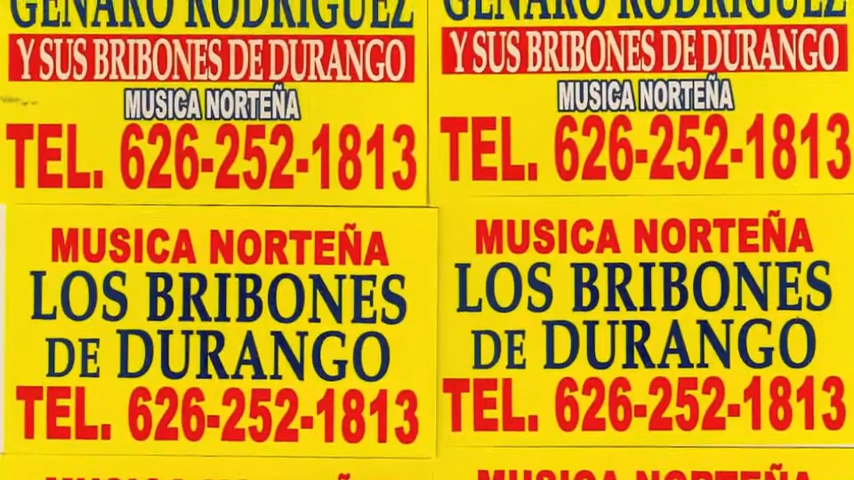 GENARO RODRIGUEZ
Y SUS BRIBONES DE DURANGO
MUSICA NORTEÑA
TEL. 626-252-1813
GENARO RODRIGUEZ
Y SUS BRIBONES DE DURANGO
MUSICA NORTEÑA
TEL. 626-252-1813
MUSICA NORTEÑA
LOS BRIBONES
DE DURANGO
TEL. 626-252-1813
MUSICA NORTEÑA
LOS BRIBONES
DE DURANGO
TEL. 626-252-1813